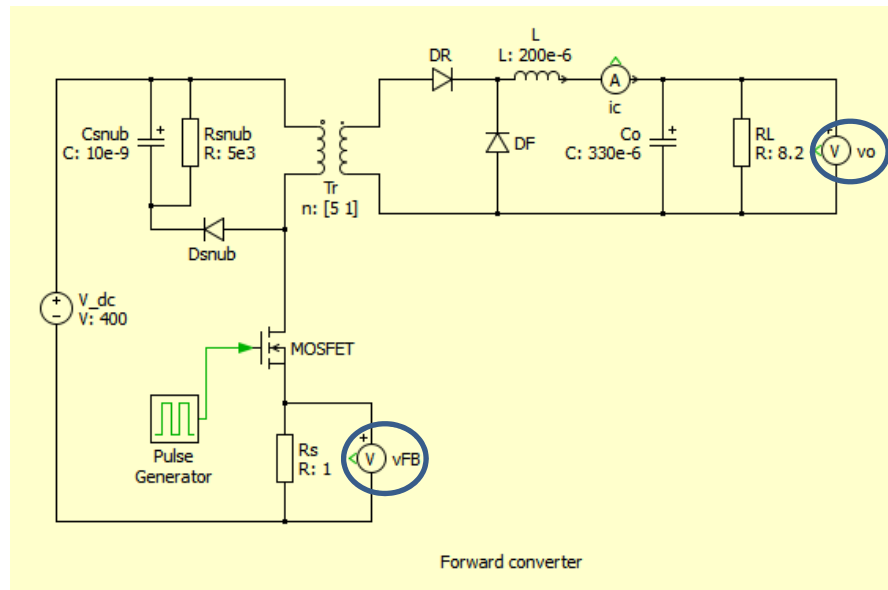 L
DR
L: 200e-6
A
ic
Csnub
C: 10e-9
+
Rsnub
R: 5e3
Tr
n: [5 1]
DF
Co
C: 330e-6
+
RL
R: 8.2
+
V
vo
Dsnub
+
−
V_dc
V: 400
MOSFET
Pulse
Generator
Rs
R: 1
+
V
vFB
Forward converter